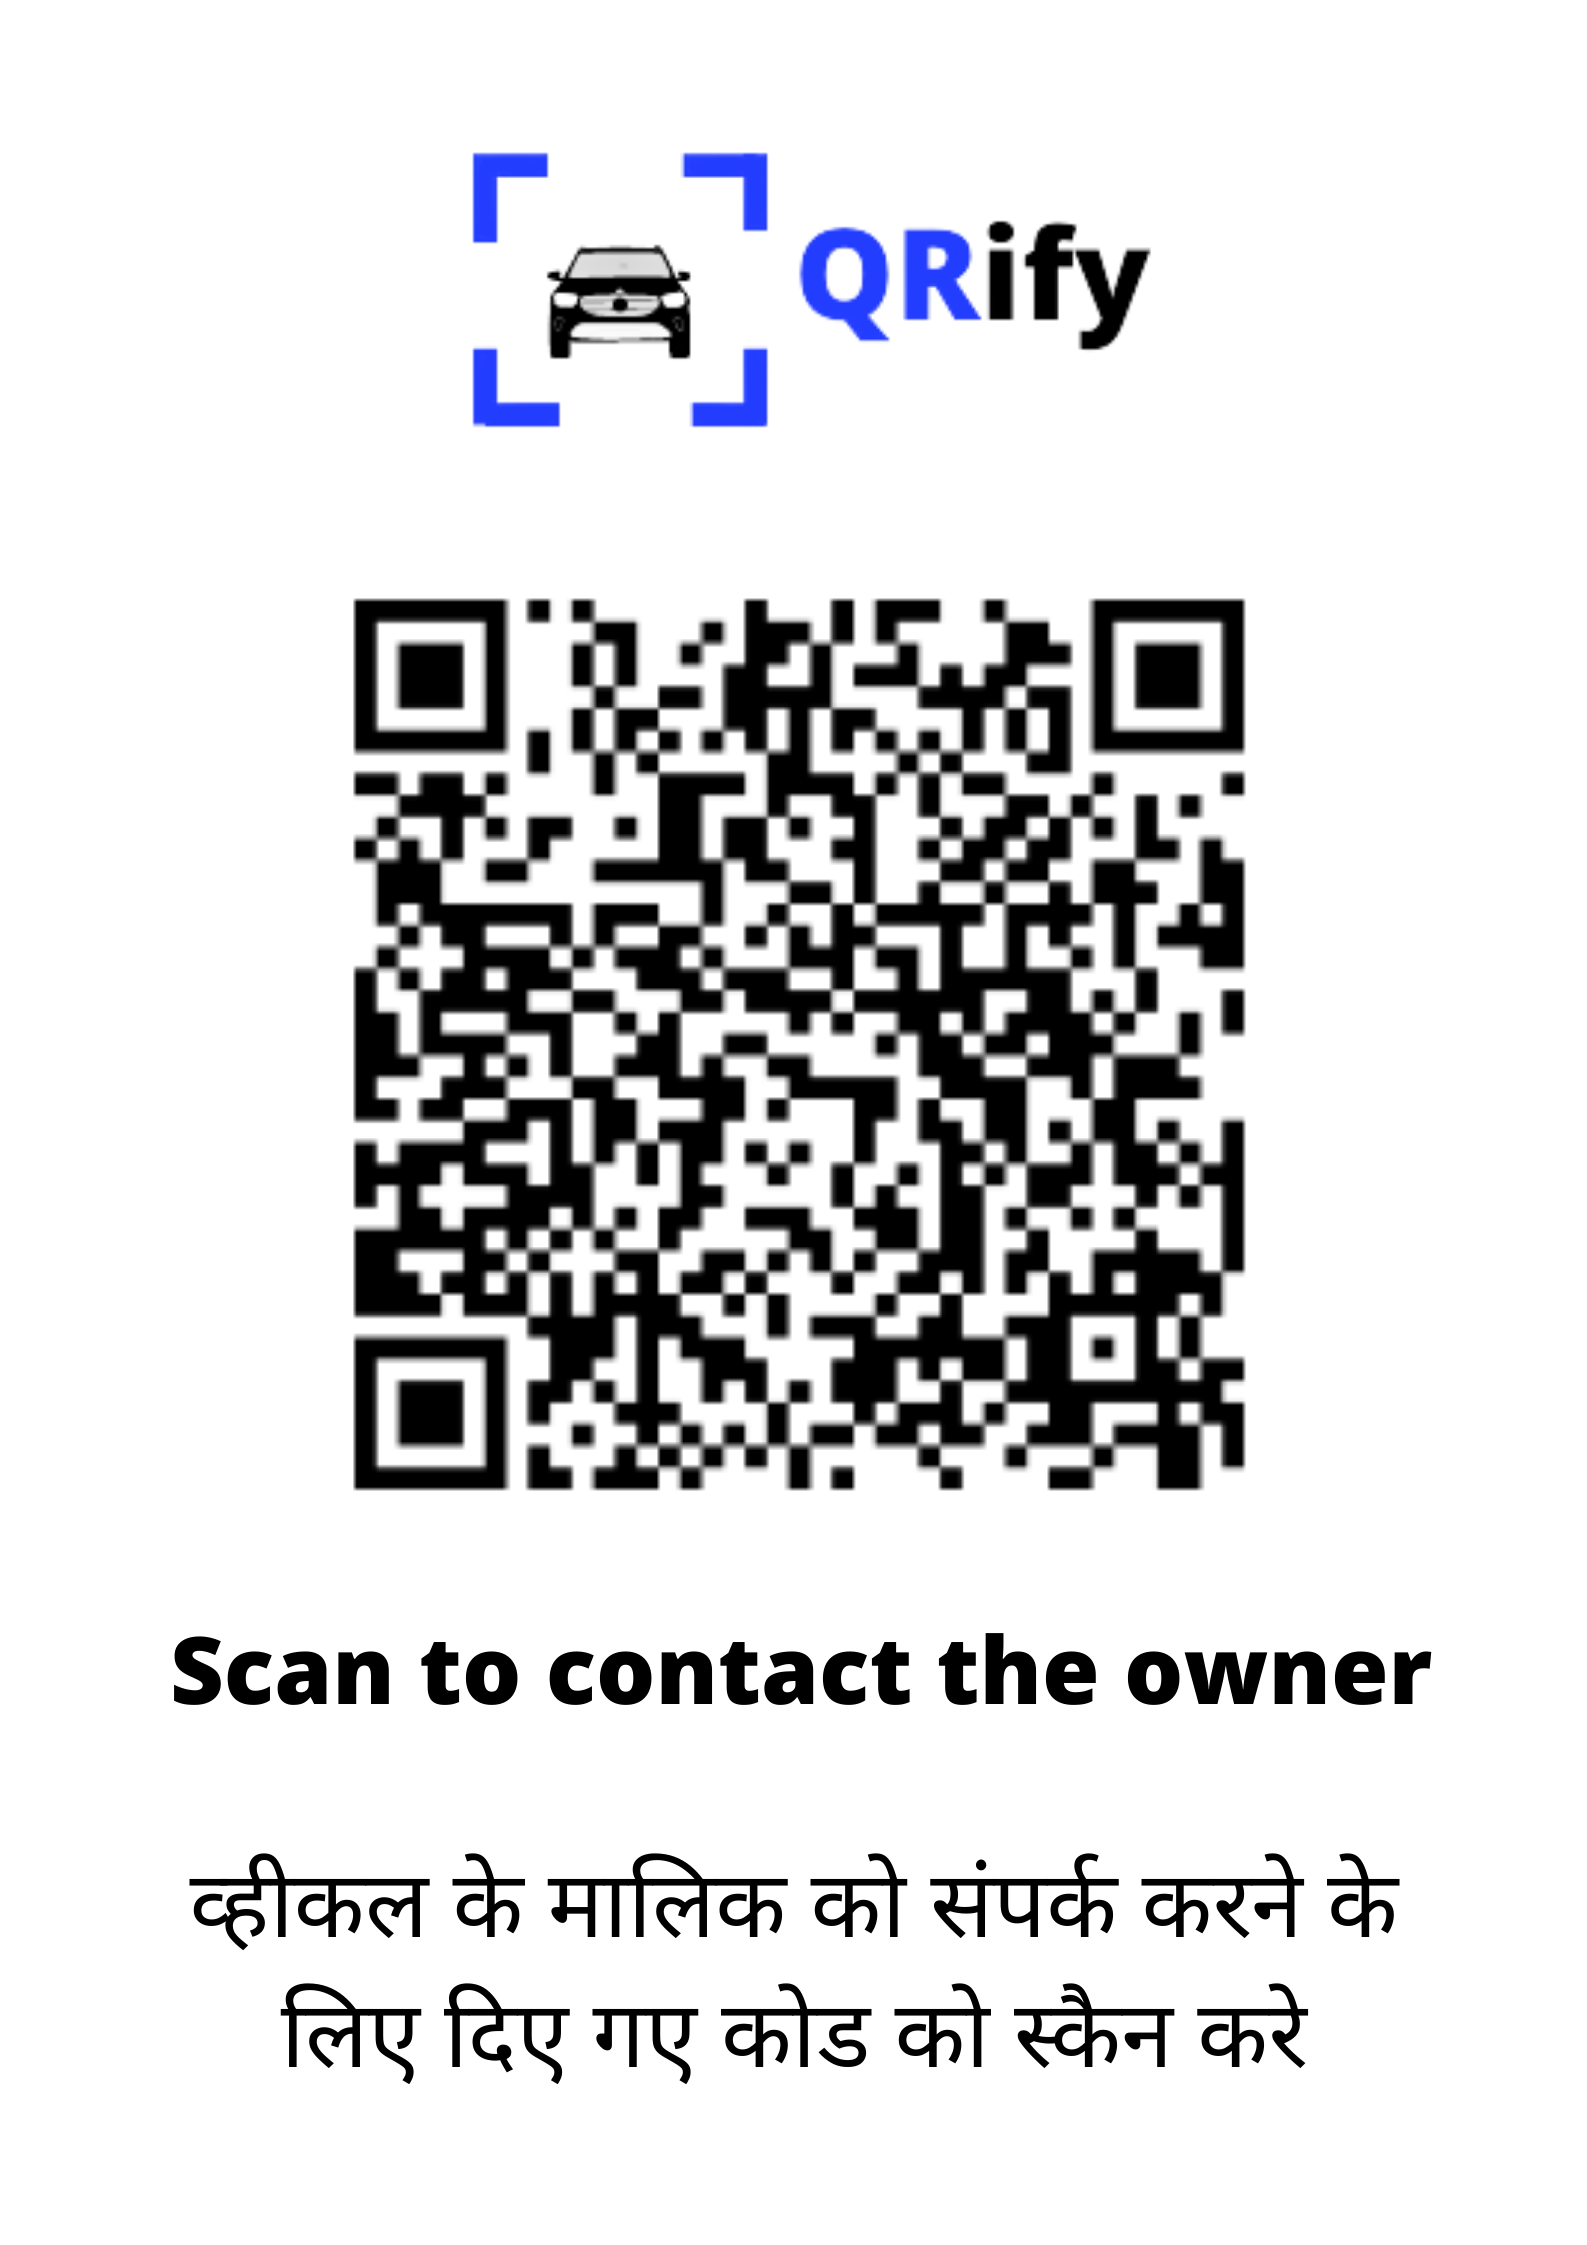 QRify
Scan to contact the owner
व्हीकल के मालिक को संपर्क करने के
लिए दिए गए कोड को स्कैन करे